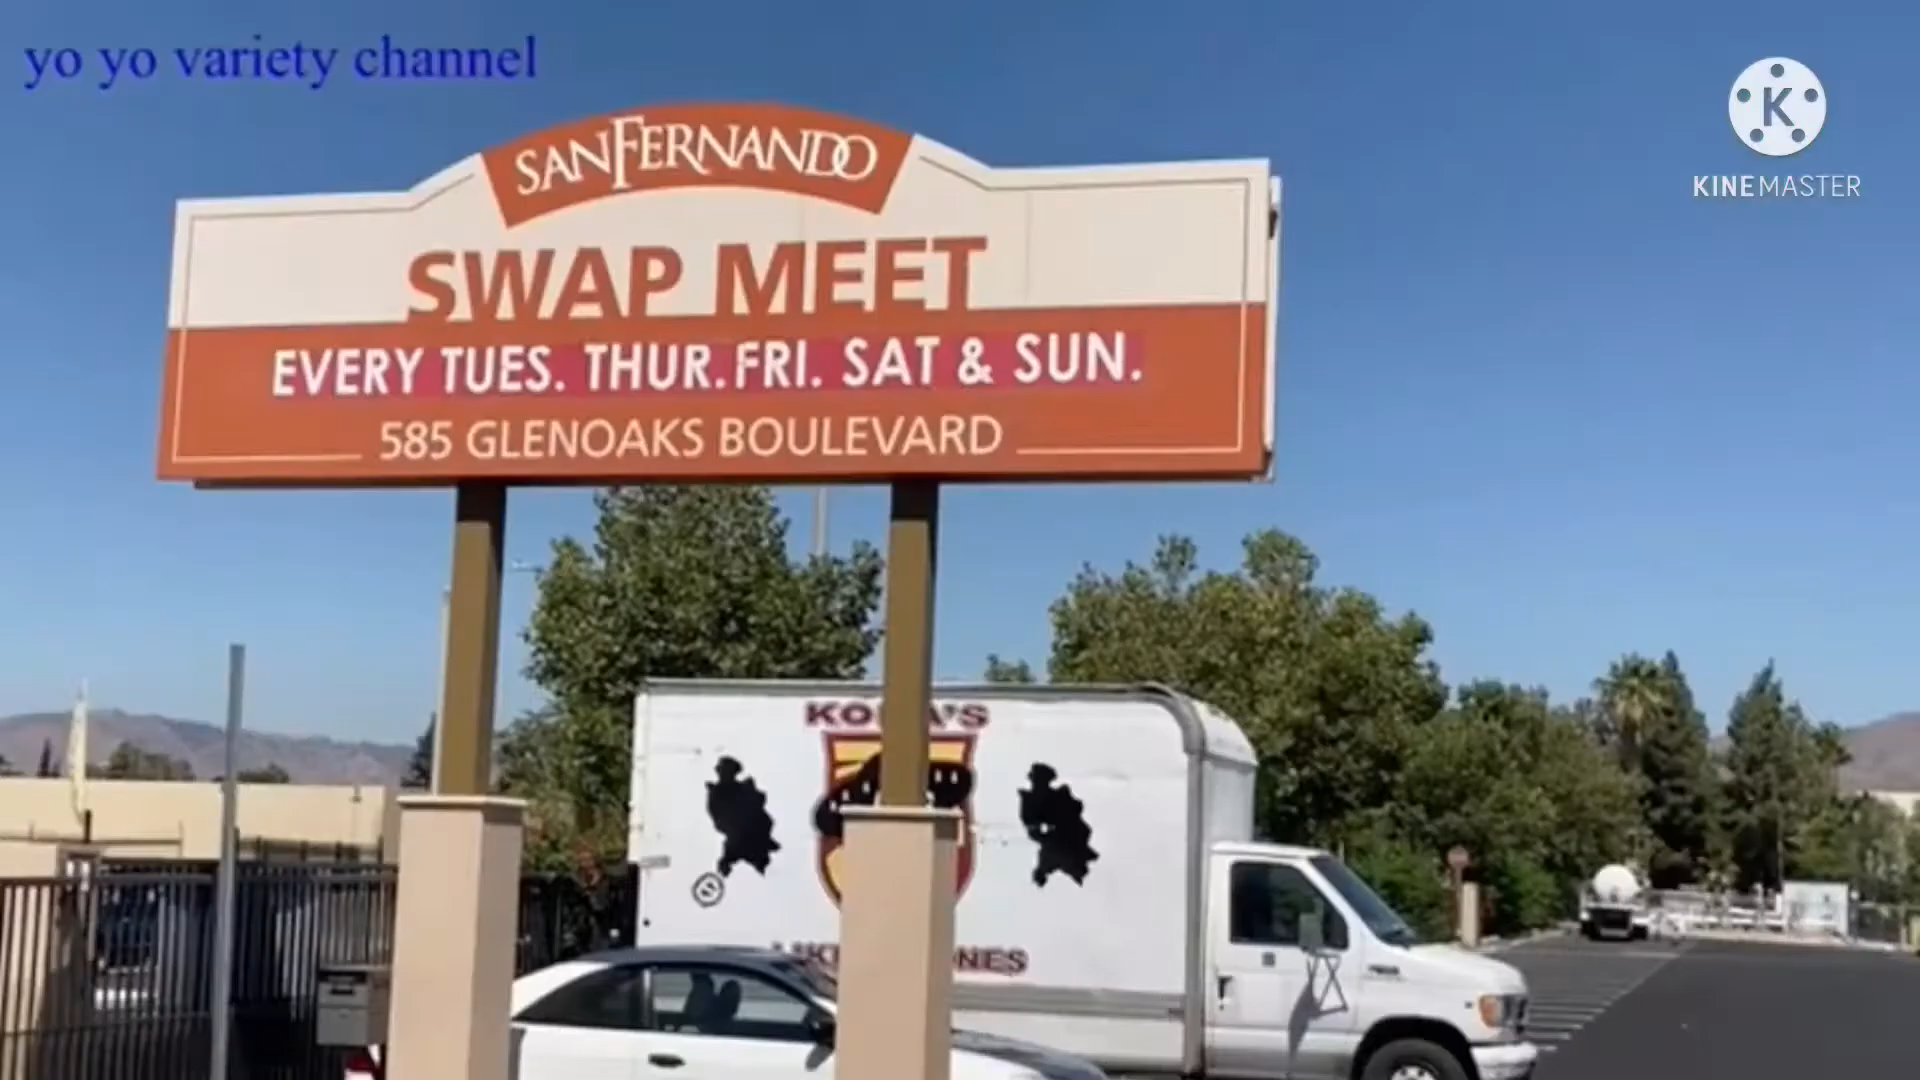 yo yo variety channel
K
KINEMASTER
SANFERNANDO
SWAP MEET
EVERY TUES. THUR. FRI. SAT & SUN.
585 GLENOAKS BOULEVARD